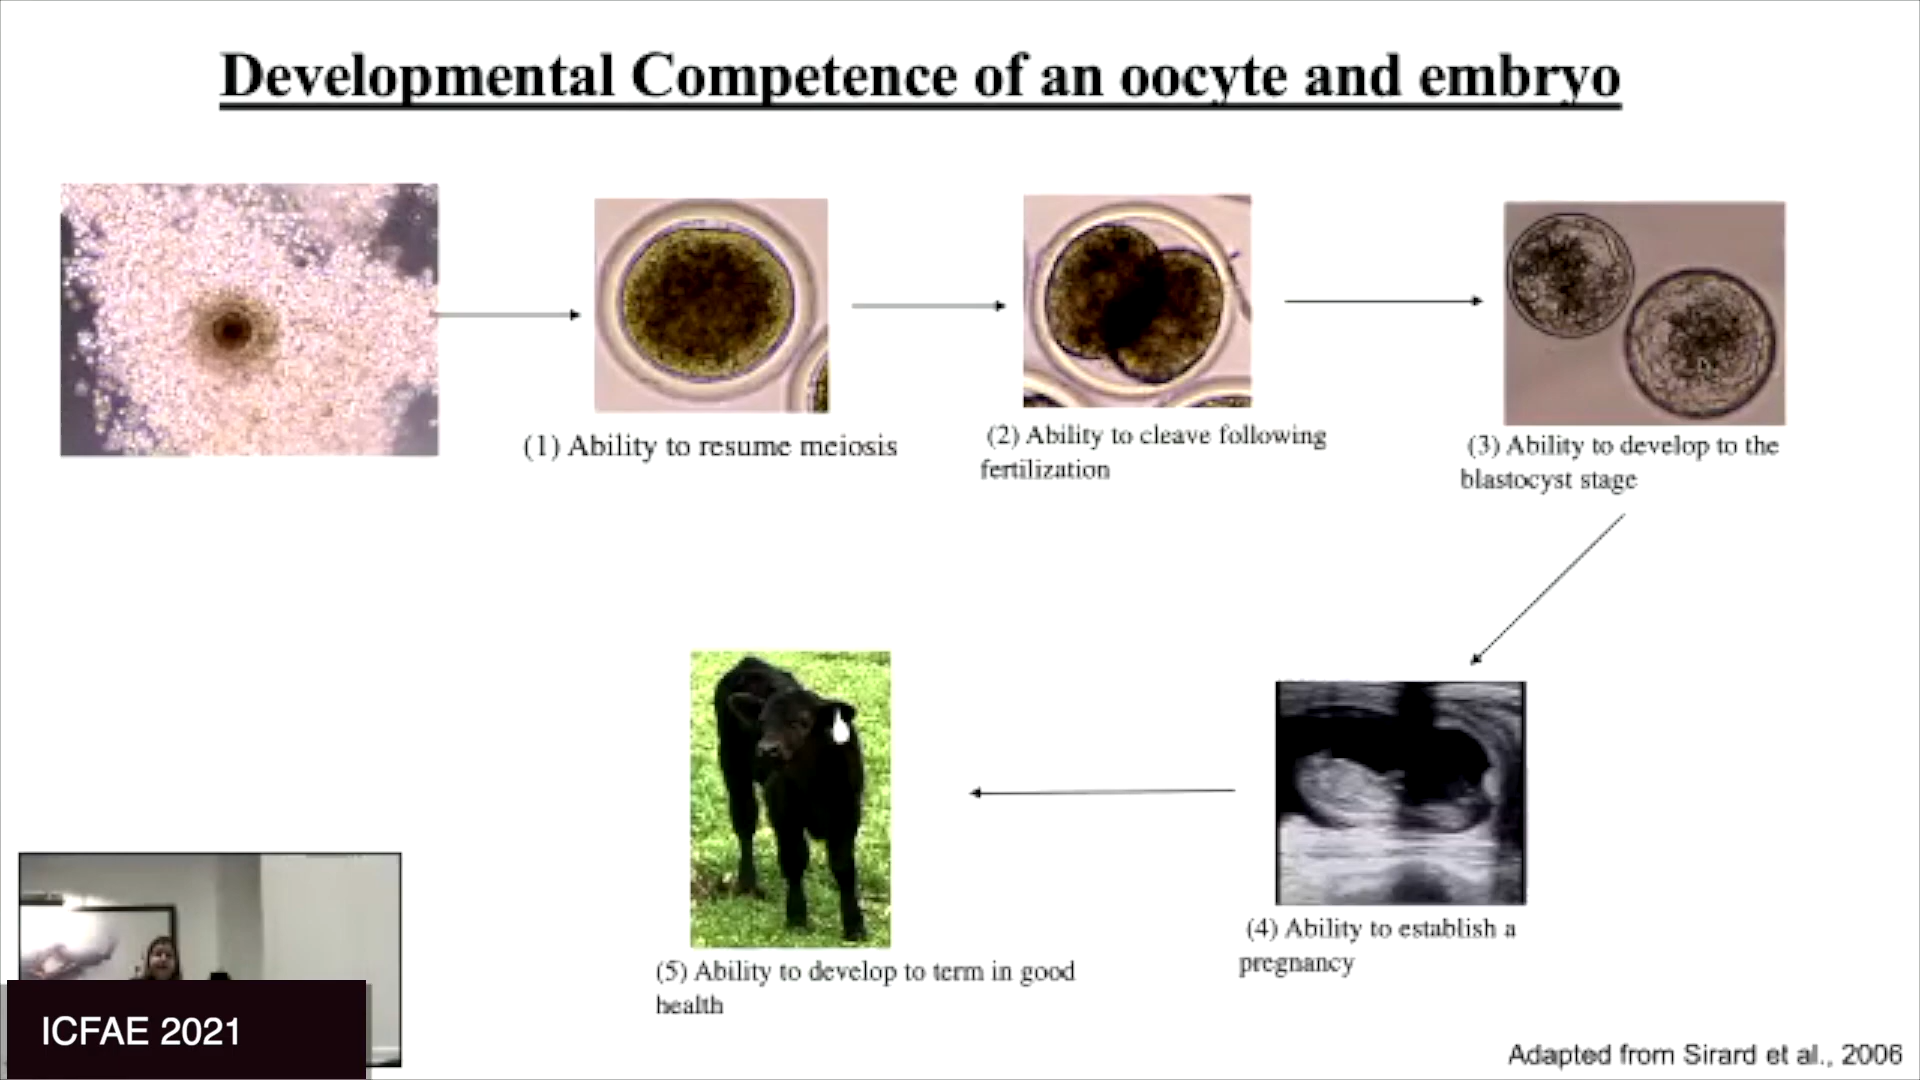 Developmental Competence of an oocyte and embryo
(1) Ability to resume meiosis
(2) Ability to cleave following
fertilization
(3) Ability to develop to the
blastocyst stage
(4) Ability to establish a
pregnancy
(5) Ability to develop to term in good
health
ICFAE 2021
Adapted from Sirard et al., 2006